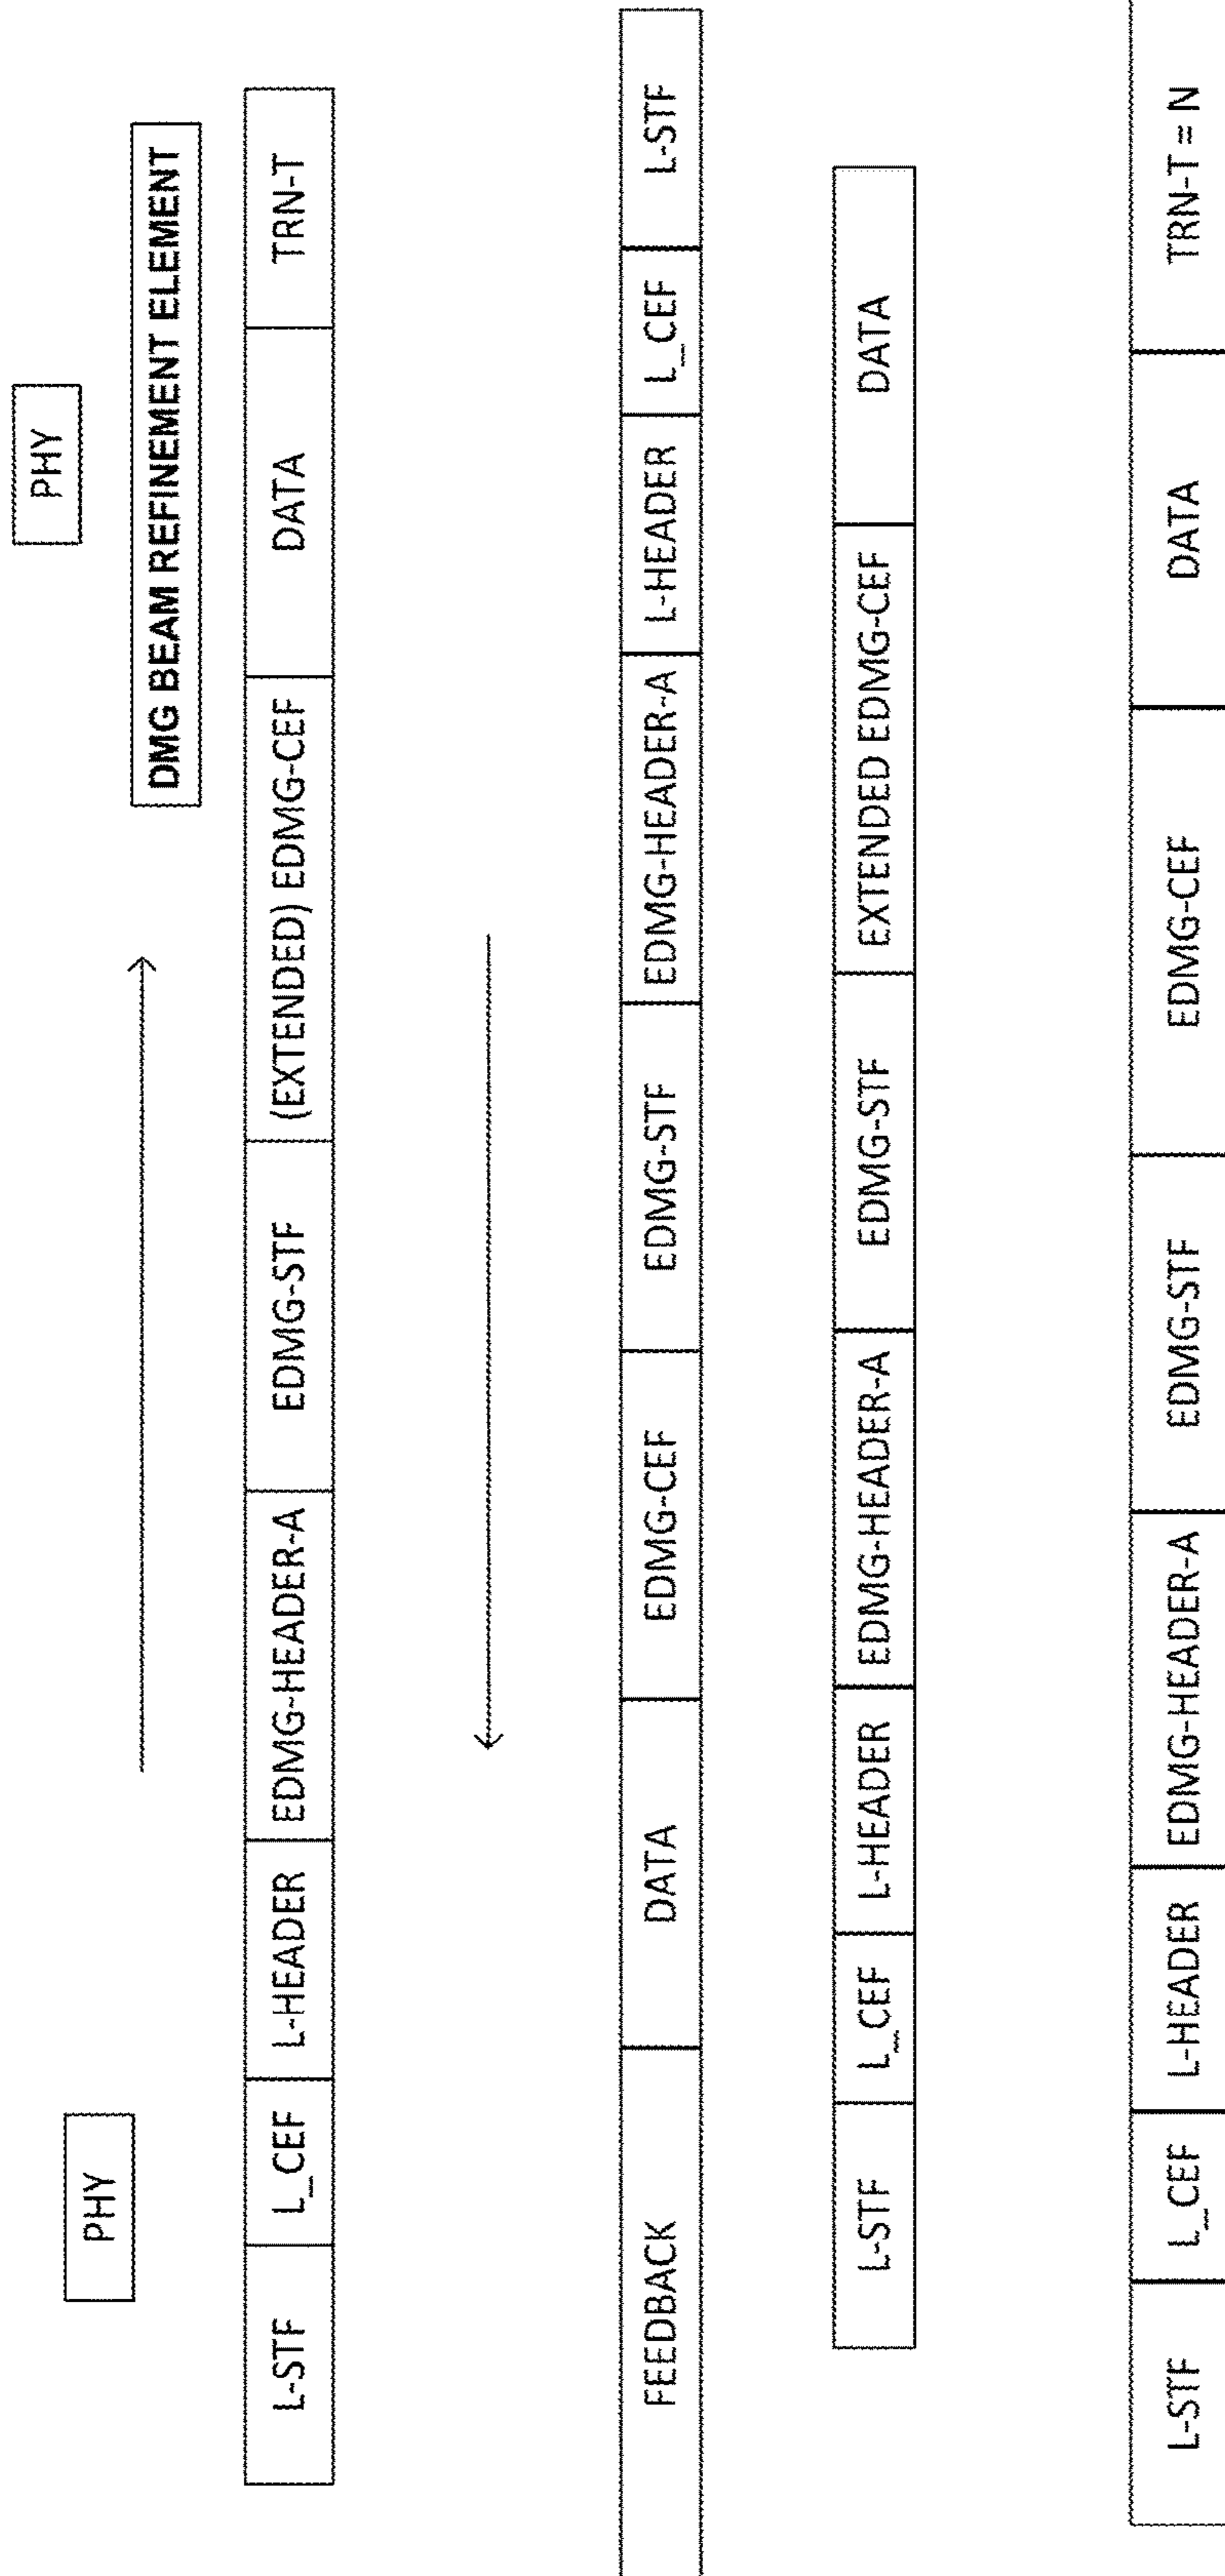 PHY
PHY
DMG BEAM REFINEMENT ELEMENT
L-STF L_CEF L-HEADER EDMG-HEADER-A EDMG-STF (EXTENDED) EDMG-CEF DATA TRN-T
FEEDBACK DATA EDMG-CEF EDMG-STF EDMG-HEADER-A L-HEADER L_CEF L-STF
L-STF L_CEF L-HEADER EDMG-HEADER-A EDMG-STF EXTENDED EDMG-CEF DATA
L-STF L_CEF L-HEADER EDMG-HEADER-A EDMG-STF EDMG-CEF DATA TRN-T = N